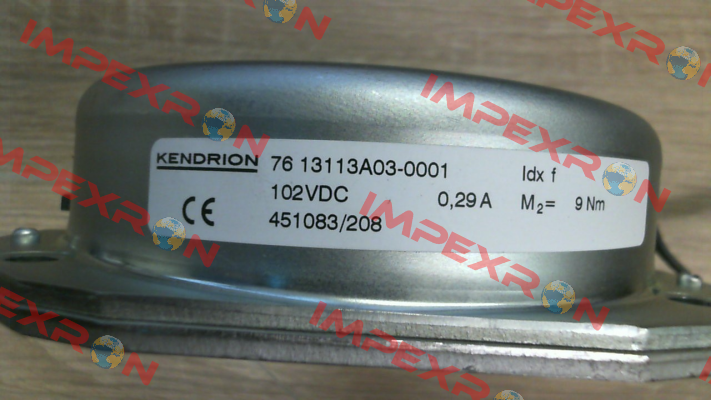 KENDRION 76 13113A03-0001 Idx f
102VDC 0,29 A M2= 9 Nm
CE 451083/208
IMPEXRON
IMPEXRON
IMPEXRON
IMPEXRON
IMPEXRON
IMPEXRON